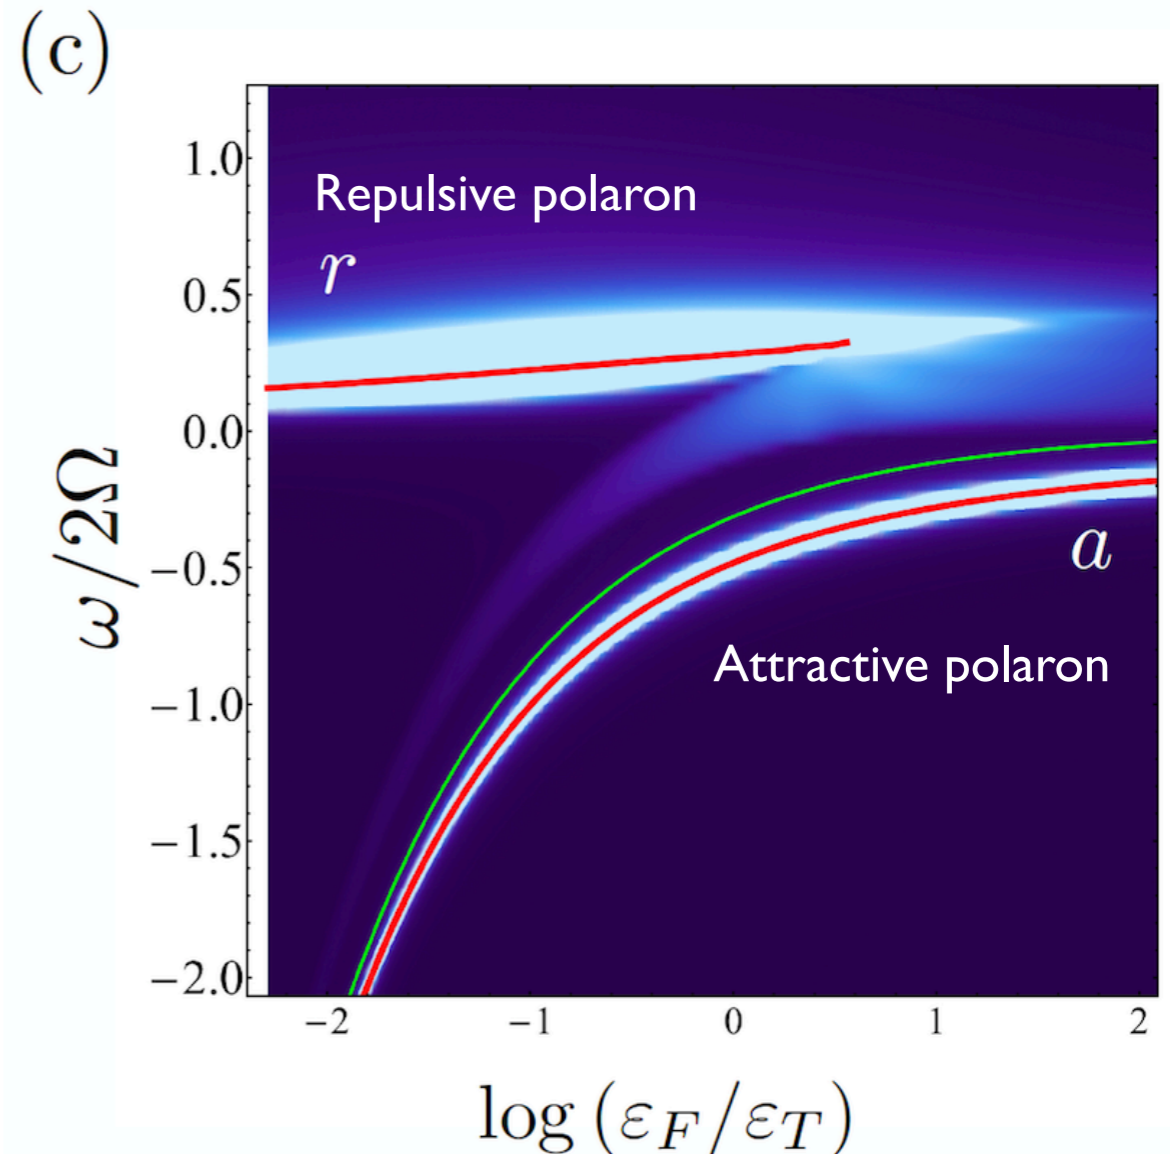 (c)
1.0
0.5
0.0
−0.5
−1.0
−1.5
−2.0
ω/2Ω
Repulsive polaron
r
a
Attractive polaron
−2 −1 0 1 2
log (εF/εT)